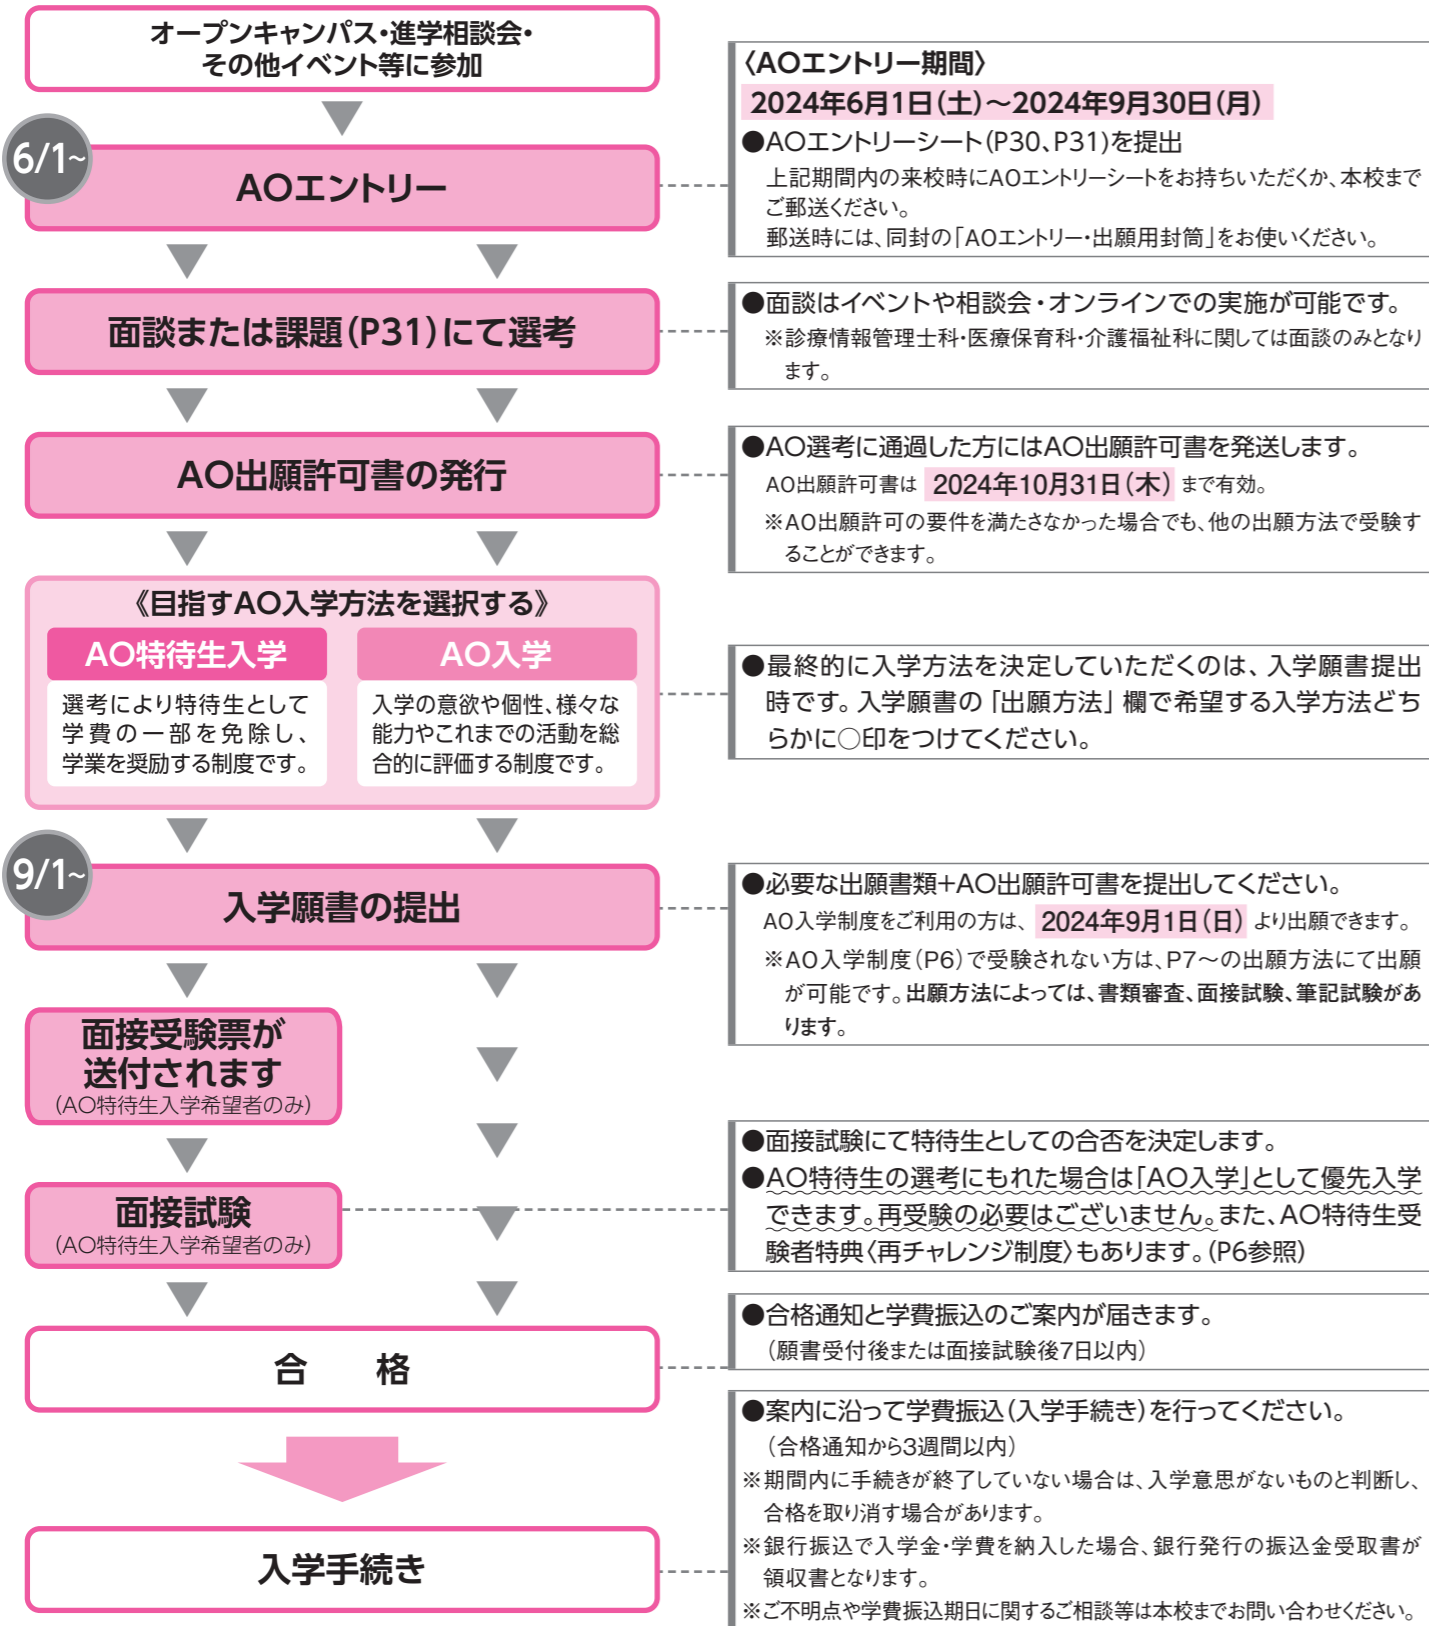 オープンキャンパス・進学相談会・
その他イベント等に参加
6/1~
AOエントリー
〈AOエントリー期間〉
2024年6月1日(土)～2024年9月30日(月)
●AOエントリーシート(P30、P31)を提出
上記期間内の来校時にAOエントリーシートをお持ちいただくか、本校まで
ご郵送ください。
郵送時には、同封の「AOエントリー・出願用封筒」をお使いください。
面談または課題(P31)にて選考
●面談はイベントや相談会・オンラインでの実施が可能です。
※診療情報管理士科・医療保育科・介護福祉科に関しては面談のみとなり
ます。
AO出願許可書の発行
●AO選考に通過した方にはAO出願許可書を発送します。
AO出願許可書は 2024年10月31日(木) まで有効。
※AO出願許可の要件を満たさなかった場合でも、他の出願方法で受験す
ることができます。
《目指すAO入学方法を選択する》
AO特待生入学
選考により特待生として
学費の一部を免除し、
学業を奨励する制度です。
AO入学
入学の意欲や個性、様々な
能力やこれまでの活動を総
合的に評価する制度です。
●最終的に入学方法を決定していただくのは、入学願書提出
時です。入学願書の「出願方法」欄で希望する入学方法どち
らかに○印をつけてください。
9/1~
入学願書の提出
●必要な出願書類+AO出願許可書を提出してください。
AO入学制度をご利用の方は、 2024年9月1日(日) より出願できます。
※AO入学制度(P6)で受験されない方は、P7～の出願方法にて出願
が可能です。出願方法によっては、書類審査、面接試験、筆記試験があ
ります。
面接受験票が
送付されます
(AO特待生入学希望者のみ)
面接試験
(AO特待生入学希望者のみ)
●面接試験にて特待生としての合否を決定します。
●AO特待生の選考にもれた場合は「AO入学」として優先入学
できます。再受験の必要はございません。また、AO特待生受
験者特典〈再チャレンジ制度〉もあります。(P6参照)
合　格
●合格通知と学費振込のご案内が届きます。
(願書受付後または面接試験後7日以内)
入学手続き
●案内に沿って学費振込(入学手続き)を行ってください。
(合格通知から3週間以内)
※期間内に手続きが終了していない場合は、入学意思がないものと判断し、
合格を取り消す場合があります。
※銀行振込で入学金・学費を納入した場合、銀行発行の振込金受取書が
領収書となります。
※ご不明点や学費振込期日に関するご相談等は本校までお問い合わせください。